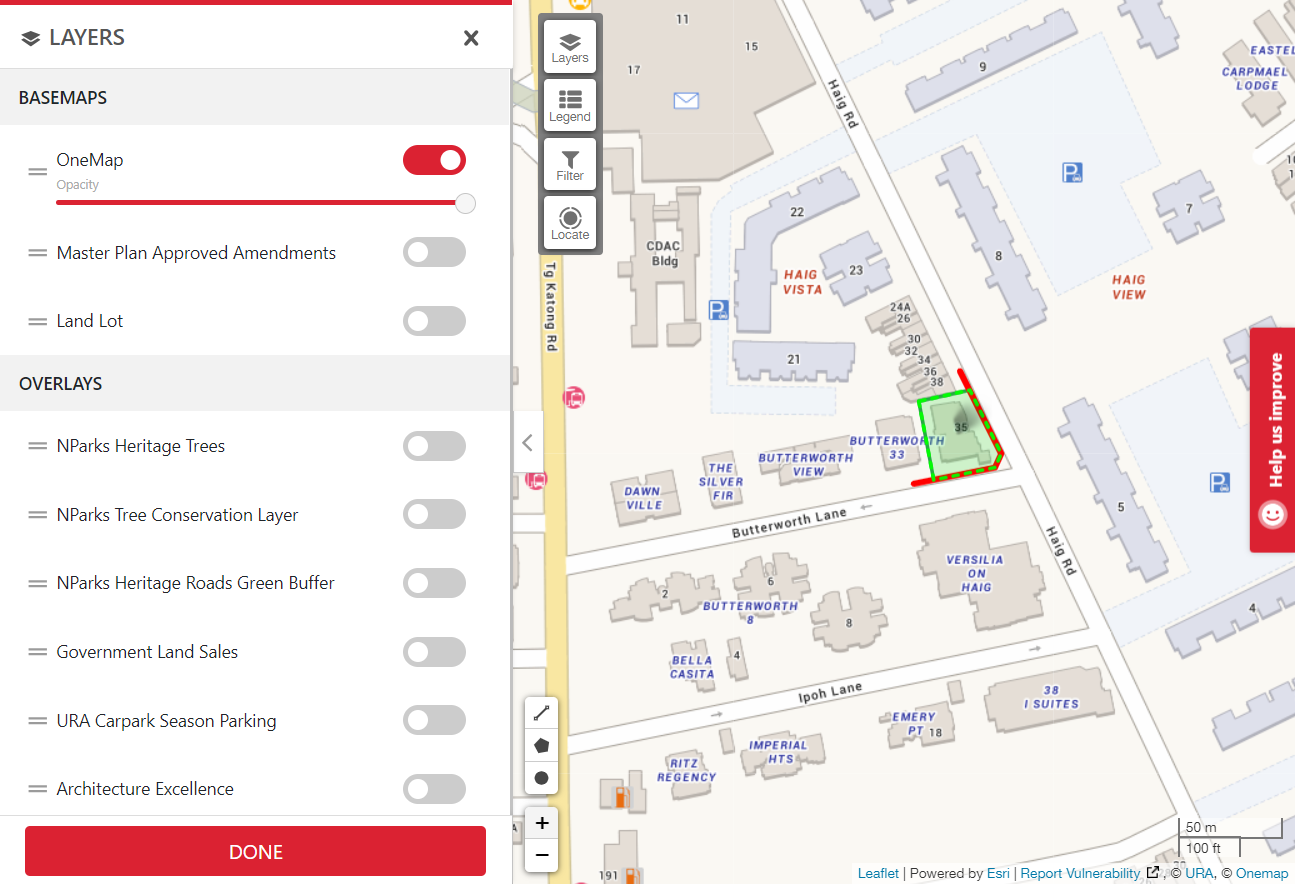 LAYERS
BASEMAPS
OneMap
Opacity
Master Plan Approved Amendments
Land Lot
OVERLAYS
NParks Heritage Trees
NParks Tree Conservation Layer
NParks Heritage Roads Green Buffer
Government Land Sales
URA Carpark Season Parking
Architecture Excellence
DONE
Layers
Legend
Filter
Locate
11
15
17
9
Haig Rd
EASTEL
CARPMAEL
LODGE
10
1
P
7
22
CDAC
Bldg
8
23
HAIG
VISTA
HAIG
VIEW
Tg Katong Rd
P
24A
26
30
32
34
36
38
21
35
BUTTERWORTH
33
BUTTERWORTH
VIEW
THE
SILVER
FIR
DAWN
VILLE
P
5
Butterworth Lane
Haig Rd
VERSILIA
ON
HAIG
6
2
BUTTERWORTH
8
8
4
BELLA
CASITA
4
Ipoh Lane
38
I SUITES
EMERY
PT 18
IMPERIAL
HTS
RITZ
REGENCY
191
A
+
−
50 m
100 ft
Help us improve
Leaflet | Powered by Esri | Report Vulnerability , © URA, © Onemap